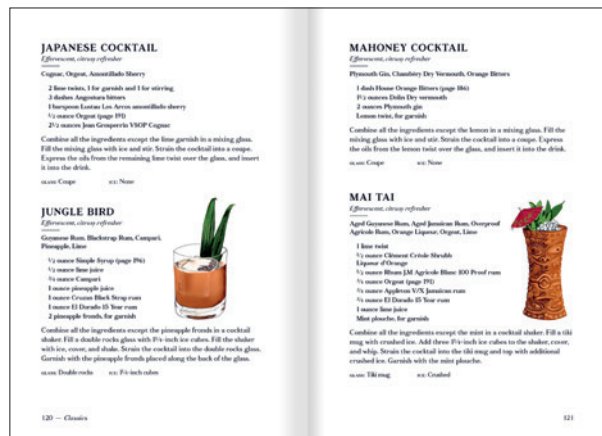 JAPANESE COCKTAIL
Effervescent, citrusy refresher
Cognac, Orgeat, Amontillado Sherry
2 lime twists, 1 for garnish and 1 for stirring
3 dashes Angostura bitters
1 barspoon Lustau Los Arcos amontillado sherry
½ ounce Orgeat (page 191)
2½ ounces Jean Grosperrin VSOP Cognac
Combine all the ingredients except the lime garnish in a mixing glass.
Fill the mixing glass with ice and stir. Strain the cocktail into a coupe.
Express the oils from the remaining lime twist over the glass, and insert
it into the drink.
GLASS: Coupe ICE: None
JUNGLE BIRD
Effervescent, citrusy refresher
Guyanese Rum, Blackstrap Rum, Campari,
Pineapple, Lime
½ ounce Simple Syrup (page 196)
½ ounce lime juice
¾ ounce Campari
1 ounce pineapple juice
1 ounce Cruzan Black Strap rum
1 ounce El Dorado 15 Year rum
2 pineapple fronds, for garnish
Combine all the ingredients except the pineapple fronds in a cocktail
shaker. Fill a double rocks glass with 1¼-inch ice cubes. Fill the shaker
with ice, cover, and shake. Strain the cocktail into the double rocks glass.
Garnish with the pineapple fronds placed along the back of the glass.
GLASS: Double rocks ICE: 1¼-inch cubes
120 — Classics
MAHONEY COCKTAIL
Effervescent, citrusy refresher
Plymouth Gin, Chambéry Dry Vermouth, Orange Bitters
1 dash House Orange Bitters (page 186)
1½ ounces Dolin Dry vermouth
2 ounces Plymouth gin
Lemon twist, for garnish
Combine all the ingredients except the lemon in a mixing glass. Fill the
mixing glass with ice and stir. Strain the cocktail into a coupe. Express
the oils from the lemon twist over the glass, and insert it into the drink.
GLASS: Coupe ICE: None
MAI TAI
Effervescent, citrusy refresher
Aged Guyanese Rum, Aged Jamaican Rum, Overproof
Agricole Rum, Orange Liqueur, Orgeat, Lime
1 lime twist
½ ounce Clément Créole Shrubb
Liqueur d'Orange
½ ounce Rhum J.M Agricole Blanc 100 Proof rum
¾ ounce Orgeat (page 191)
¾ ounce Appleton V/X Jamaican rum
¾ ounce El Dorado 15 Year rum
1 ounce lime juice
Mint plouche, for garnish
Combine all the ingredients except the mint in a cocktail shaker. Fill a tiki
mug with crushed ice. Add three 1¼-inch ice cubes to the shaker, cover,
and whip. Strain the cocktail into the tiki mug and top with additional
crushed ice. Garnish with the mint plouche.
GLASS: Tiki mug ICE: Crushed
121